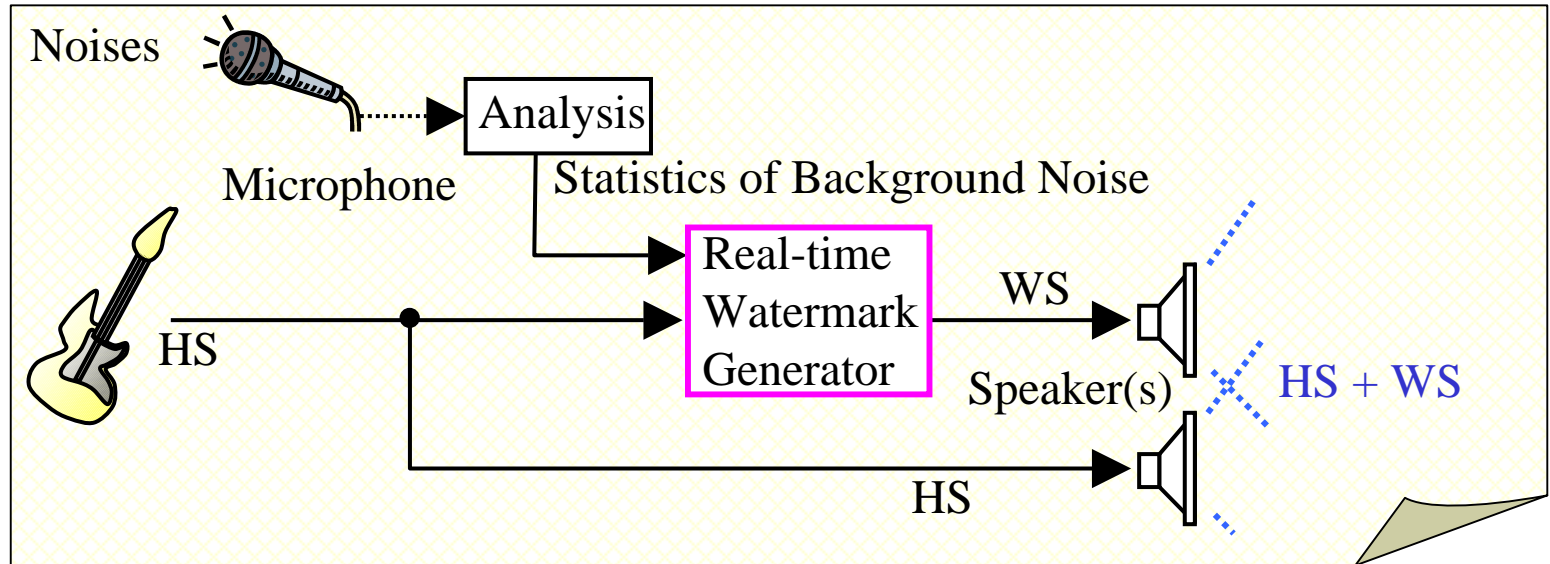 Noises
Analysis
Microphone
Statistics of Background Noise
Real-time
Watermark
Generator
WS
HS
Speaker(s)
HS + WS
HS